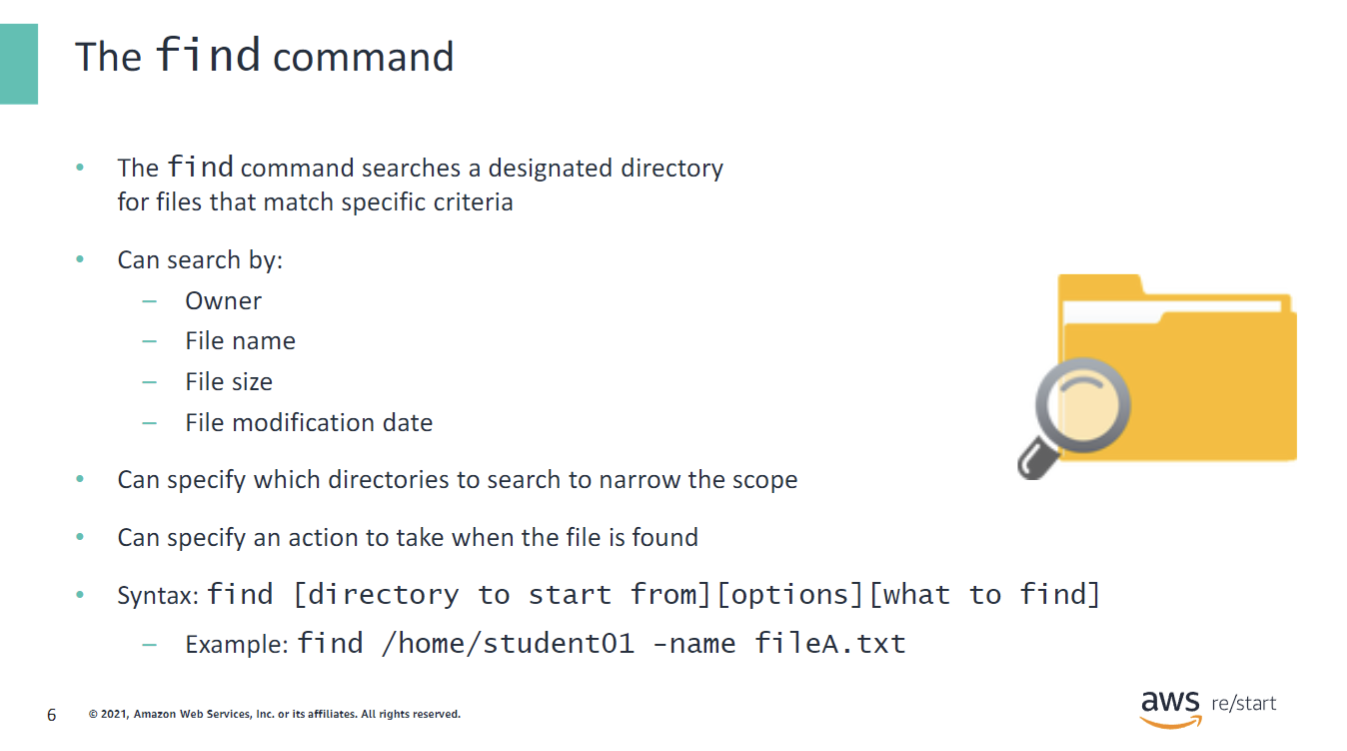 The find command
• The find command searches a designated directory
for files that match specific criteria
• Can search by:
– Owner
– File name
– File size
– File modification date
• Can specify which directories to search to narrow the scope
• Can specify an action to take when the file is found
• Syntax: find [directory to start from][options][what to find]
– Example: find /home/student01 -name fileA.txt
6 © 2021, Amazon Web Services, Inc. or its affiliates. All rights reserved.
aws re/start